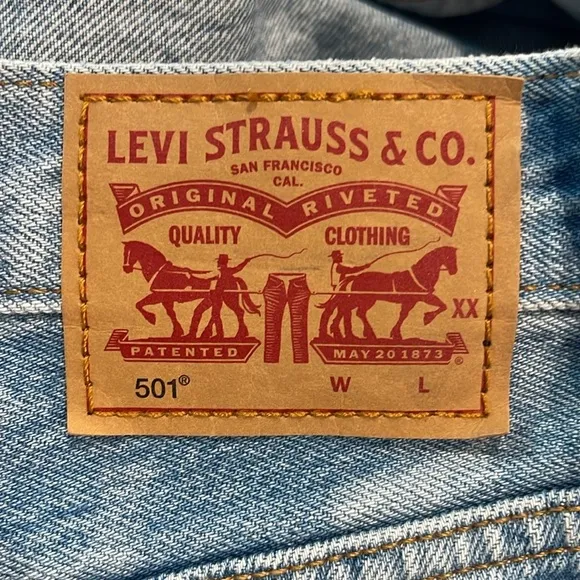 LEVI STRAUSS & CO.
SAN FRANCISCO
CAL.
ORIGINAL RIVETED
QUALITY CLOTHING
XX
PATENTED MAY 20 1873 ®
501® W L